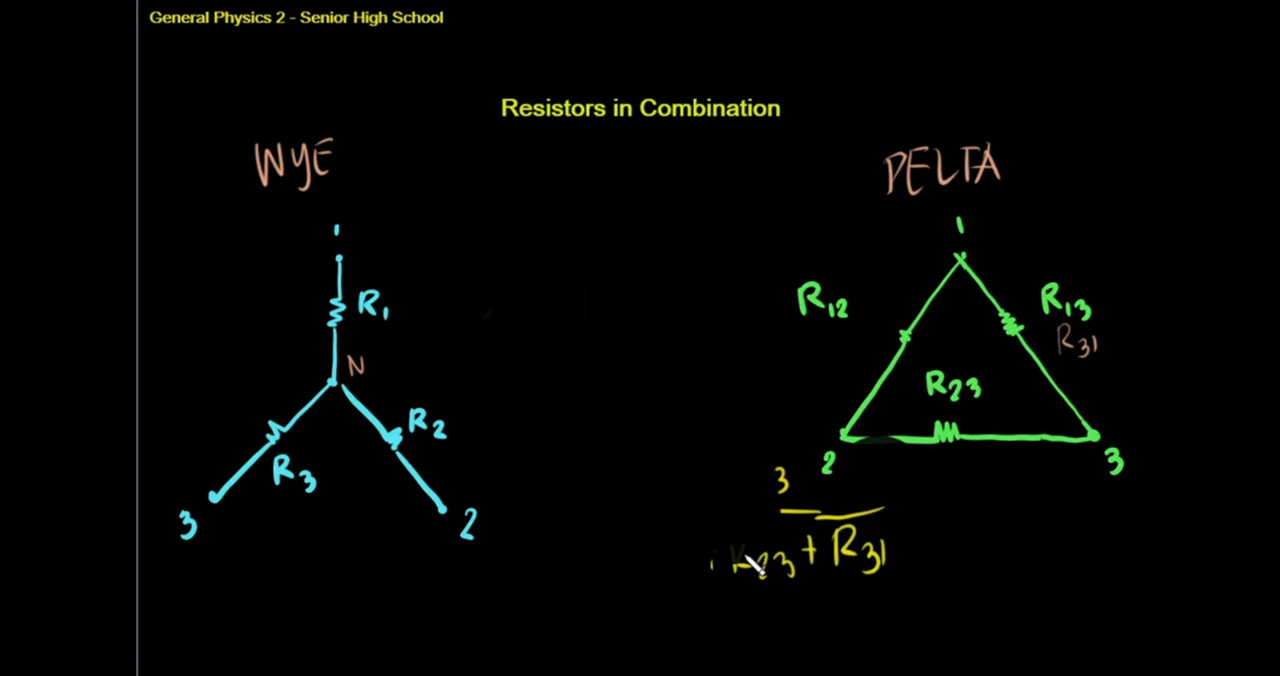 General Physics 2 - Senior High School
Resistors in Combination
WYE
DELTA
1
R1
N
R2
R3
3
2
1
R12
R13
R31
R23
2
3
3
23 + R31